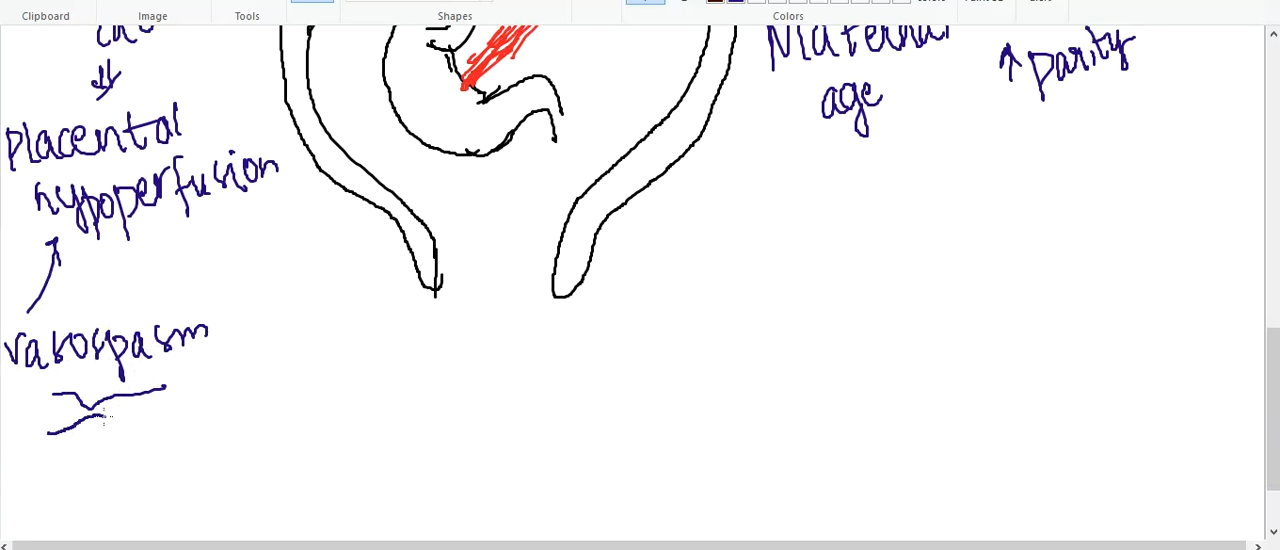 Clipboard
Image
Tools
Shapes
Colors
Placental
hypoperfusion
vasospasm
Maternal
age
↑ parity